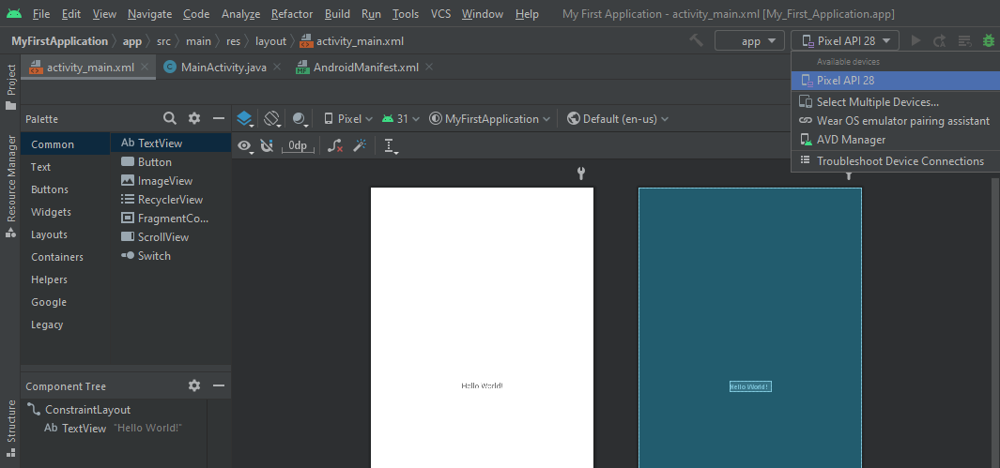 File Edit View Navigate Code Analyze Refactor Build Run Tools VCS Window Help My First Application - activity_main.xml [My_First_Application.app]
MyFirstApplication app src main res layout activity_main.xml app Pixel API 28
activity_main.xml MainActivity.java AndroidManifest.xml
Available devices
Pixel API 28
Select Multiple Devices...
Wear OS emulator pairing assistant
AVD Manager
Troubleshoot Device Connections
Project
Resource Manager
Structure
Palette
Pixel 31 MyFirstApplication Default (en-us)
0dp
Common
Text
Buttons
Widgets
Layouts
Containers
Helpers
Google
Legacy
Ab TextView
Button
ImageView
RecyclerView
FragmentCo...
ScrollView
Switch
Component Tree
ConstraintLayout
Ab TextView "Hello World!"
Hello World!
Hello World!